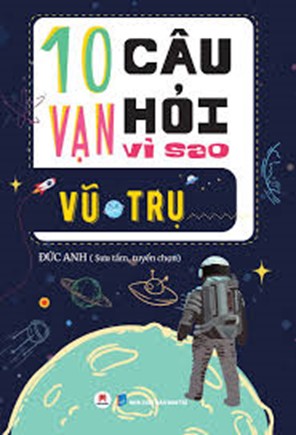 10 CÂU
VẠN HỎI
vì sao
VŨ TRỤ
ĐỨC ANH ( Sưu tầm, tuyển chọn)